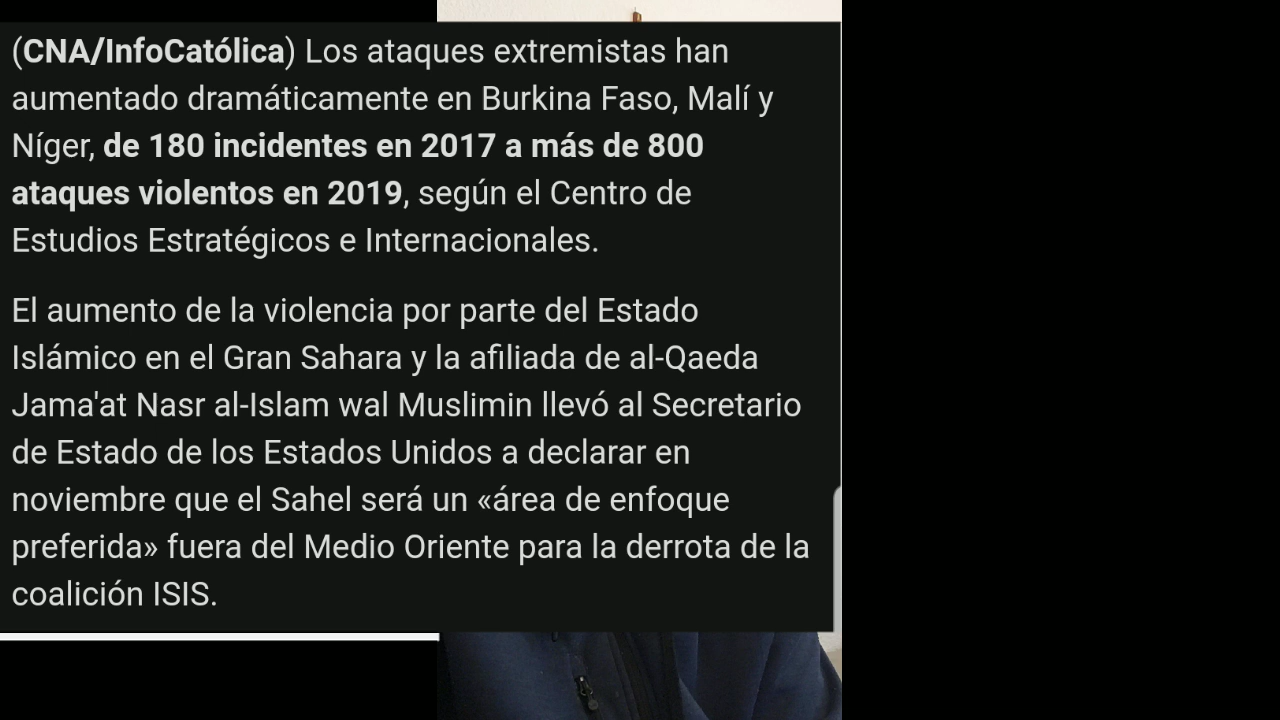 (CNA/InfoCatólica) Los ataques extremistas han
aumentado dramáticamente en Burkina Faso, Malí y
Níger, de 180 incidentes en 2017 a más de 800
ataques violentos en 2019, según el Centro de
Estudios Estratégicos e Internacionales.
El aumento de la violencia por parte del Estado
Islámico en el Gran Sahara y la afiliada de al-Qaeda
Jama'at Nasr al-Islam wal Muslimin llevó al Secretario
de Estado de los Estados Unidos a declarar en
noviembre que el Sahel será un «área de enfoque
preferida» fuera del Medio Oriente para la derrota de la
coalición ISIS.